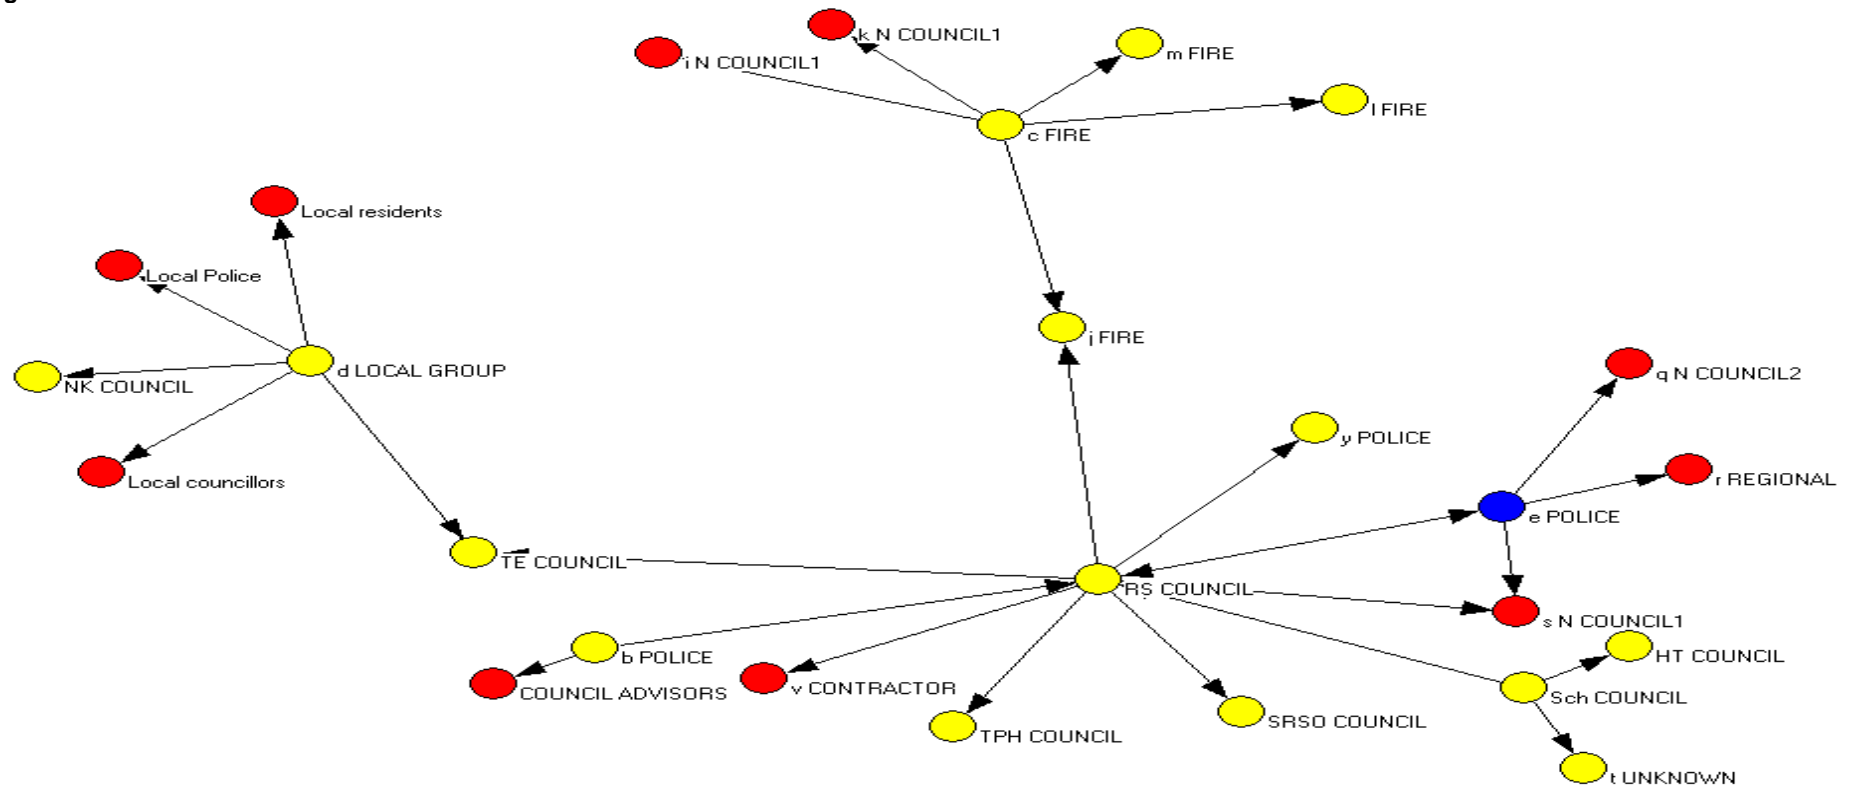 k N COUNCIL1
i N COUNCIL1
m FIRE
l FIRE
c FIRE
Local residents
Local Police
j FIRE
d LOCAL GROUP
NK COUNCIL
q N COUNCIL2
y POLICE
Local councillors
r REGIONAL
e POLICE
TE COUNCIL
RS COUNCIL
s N COUNCIL1
b POLICE
HT COUNCIL
COUNCIL ADVISORS
v CONTRACTOR
Sch COUNCIL
SRSO COUNCIL
TPH COUNCIL
t UNKNOWN